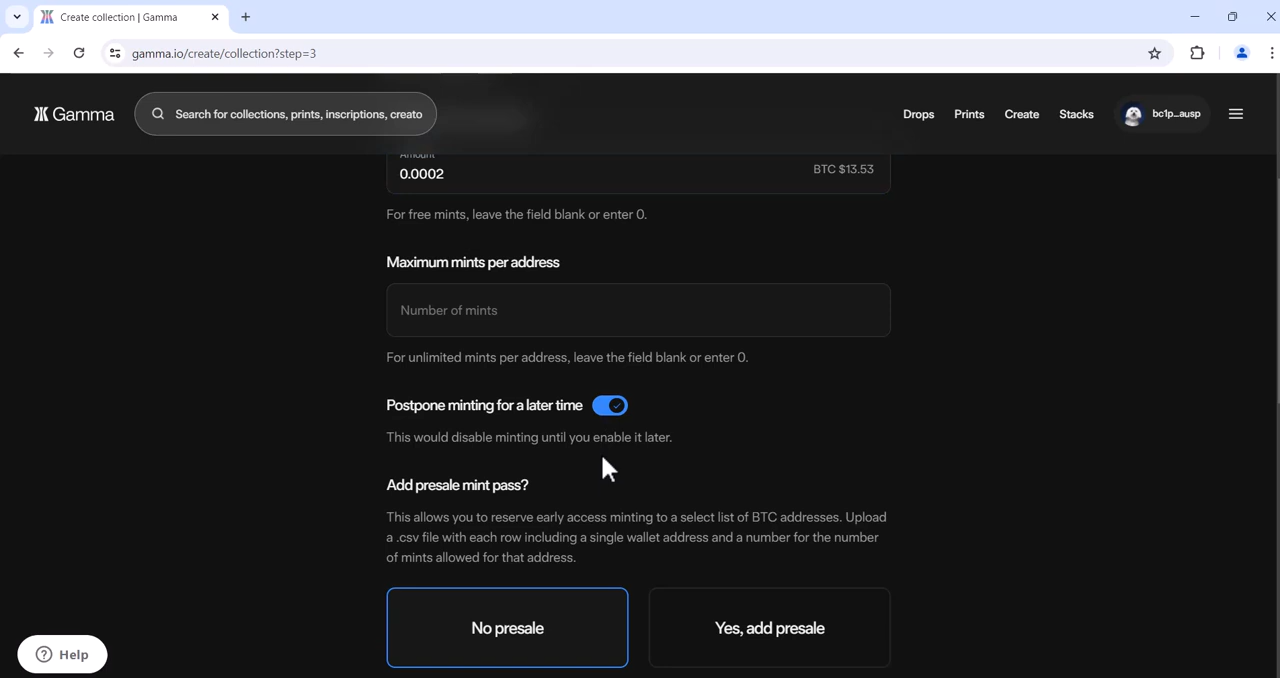 Create collection | Gamma
gamma.io/create/collection?step=3
Gamma
Search for collections, prints, inscriptions, creato
Drops
Prints
Create
Stacks
bc1p...ausp
Amount
0.0002
BTC $13.53
For free mints, leave the field blank or enter 0.
Maximum mints per address
Number of mints
For unlimited mints per address, leave the field blank or enter 0.
Postpone minting for a later time
This would disable minting until you enable it later.
Add presale mint pass?
This allows you to reserve early access minting to a select list of BTC addresses. Upload
a .csv file with each row including a single wallet address and a number for the number
of mints allowed for that address.
No presale
Yes, add presale
Help